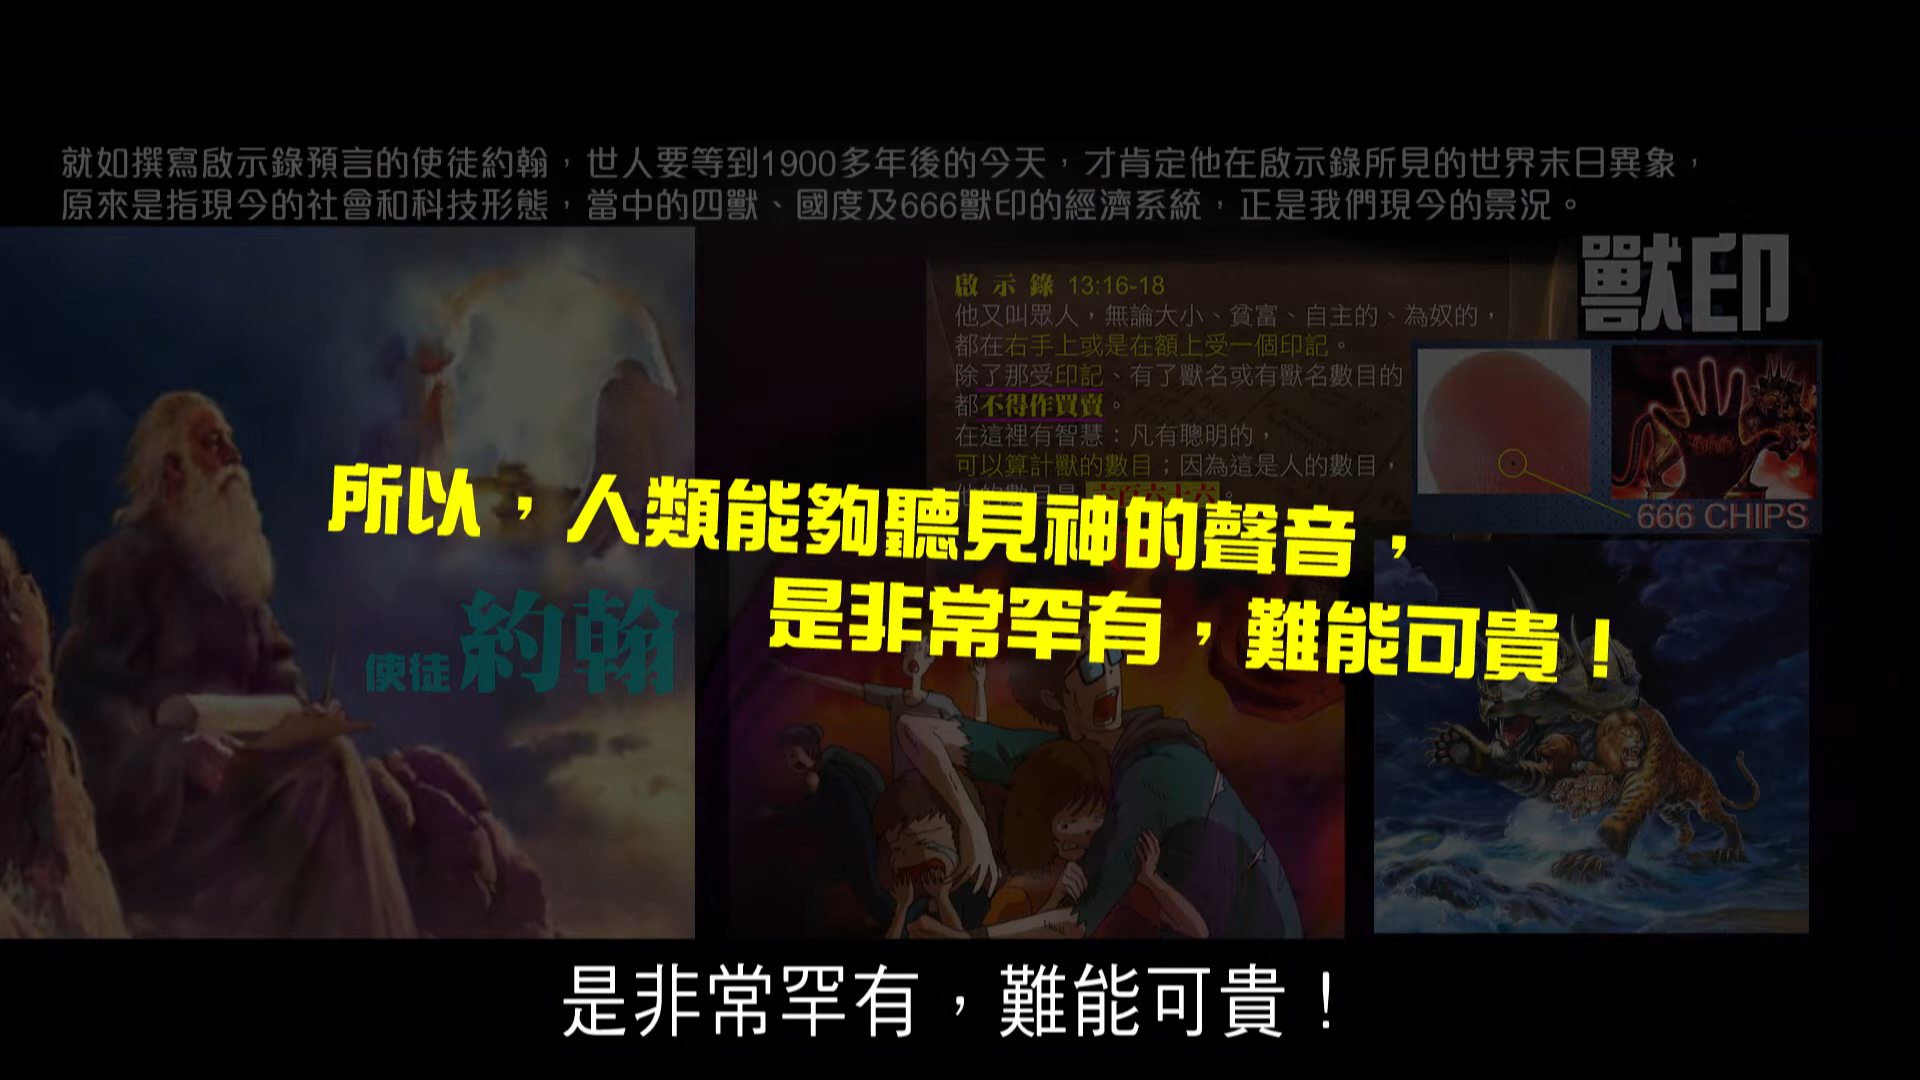 就如撰寫啟示錄預言的使徒約翰，世人要等到1900多年後的今天，才肯定他在啟示錄所見的世界末日異象，
原來是指現今的社會和科技形態，當中的四獸、國度及666獸印的經濟系統，正是我們現今的景況。
獸印
啟示錄 13:16-18
他又叫眾人，無論大小、貧富、自主的、為奴的，
都在右手上或是在額上受一個印記。
除了那受印記、有了獸名或有獸名數目的
都不得作買賣。
在這裡有智慧：凡有聰明的，
可以算計獸的數目；因為這是人的數目，
他的數目是 六百六十六。
666 CHIPS
所以，人類能夠聽見神的聲音，
是非常罕有，難能可貴！
使徒約翰
是非常罕有，難能可貴！